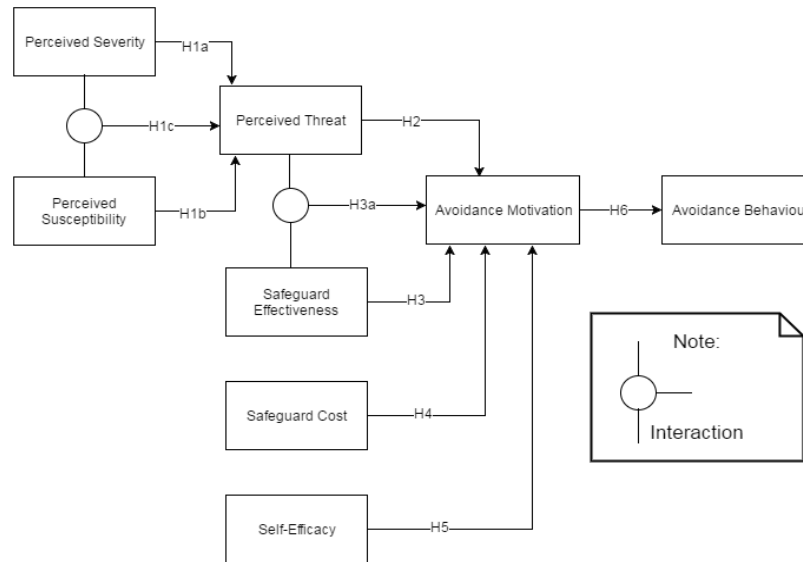 Perceived Severity
H1a
Perceived Threat
H2
H1c
Perceived
Susceptibility
H1b
H3a
Avoidance Motivation
H6
Avoidance Behaviou
Safeguard
Effectiveness
H3
Safeguard Cost
H4
Self-Efficacy
H5
Note:
Interaction